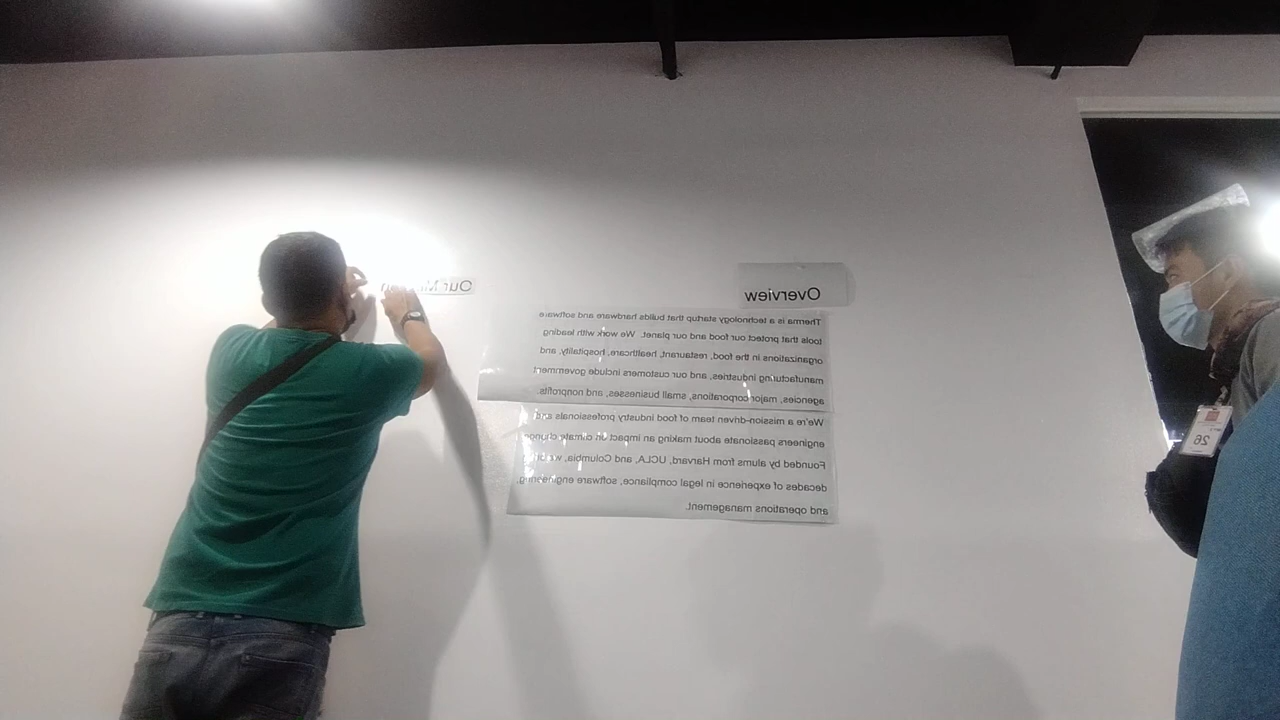 Overview
Therma is a technology startup that builds hardware and software
tools that protect our food and our planet. We work with leading
organizations in the food, restaurant, healthcare, hospitality, and
manufacturing industries, and our customers include government
agencies, major corporations, small businesses, and nonprofits.
We're a mission-driven team of food industry professionals and
engineers passionate about making an impact on climate change
Founded by alums from Harvard, UCLA, and Columbia, we bring
decades of experience in legal compliance, software engineering,
and operations management.
Our
26